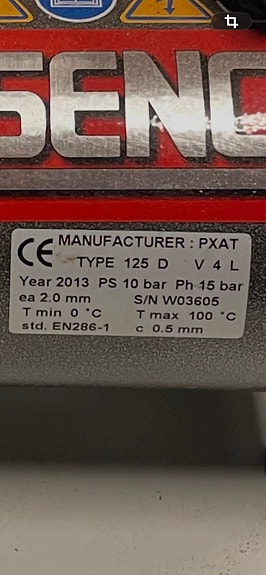 SENC
MANUFACTURER : PXAT
TYPE 125 D V 4 L
Year 2013 PS 10 bar Ph 15 bar
ea 2.0 mm S/N W03605
T min 0 °C T max 100 °C
std. EN286-1 c 0.5 mm